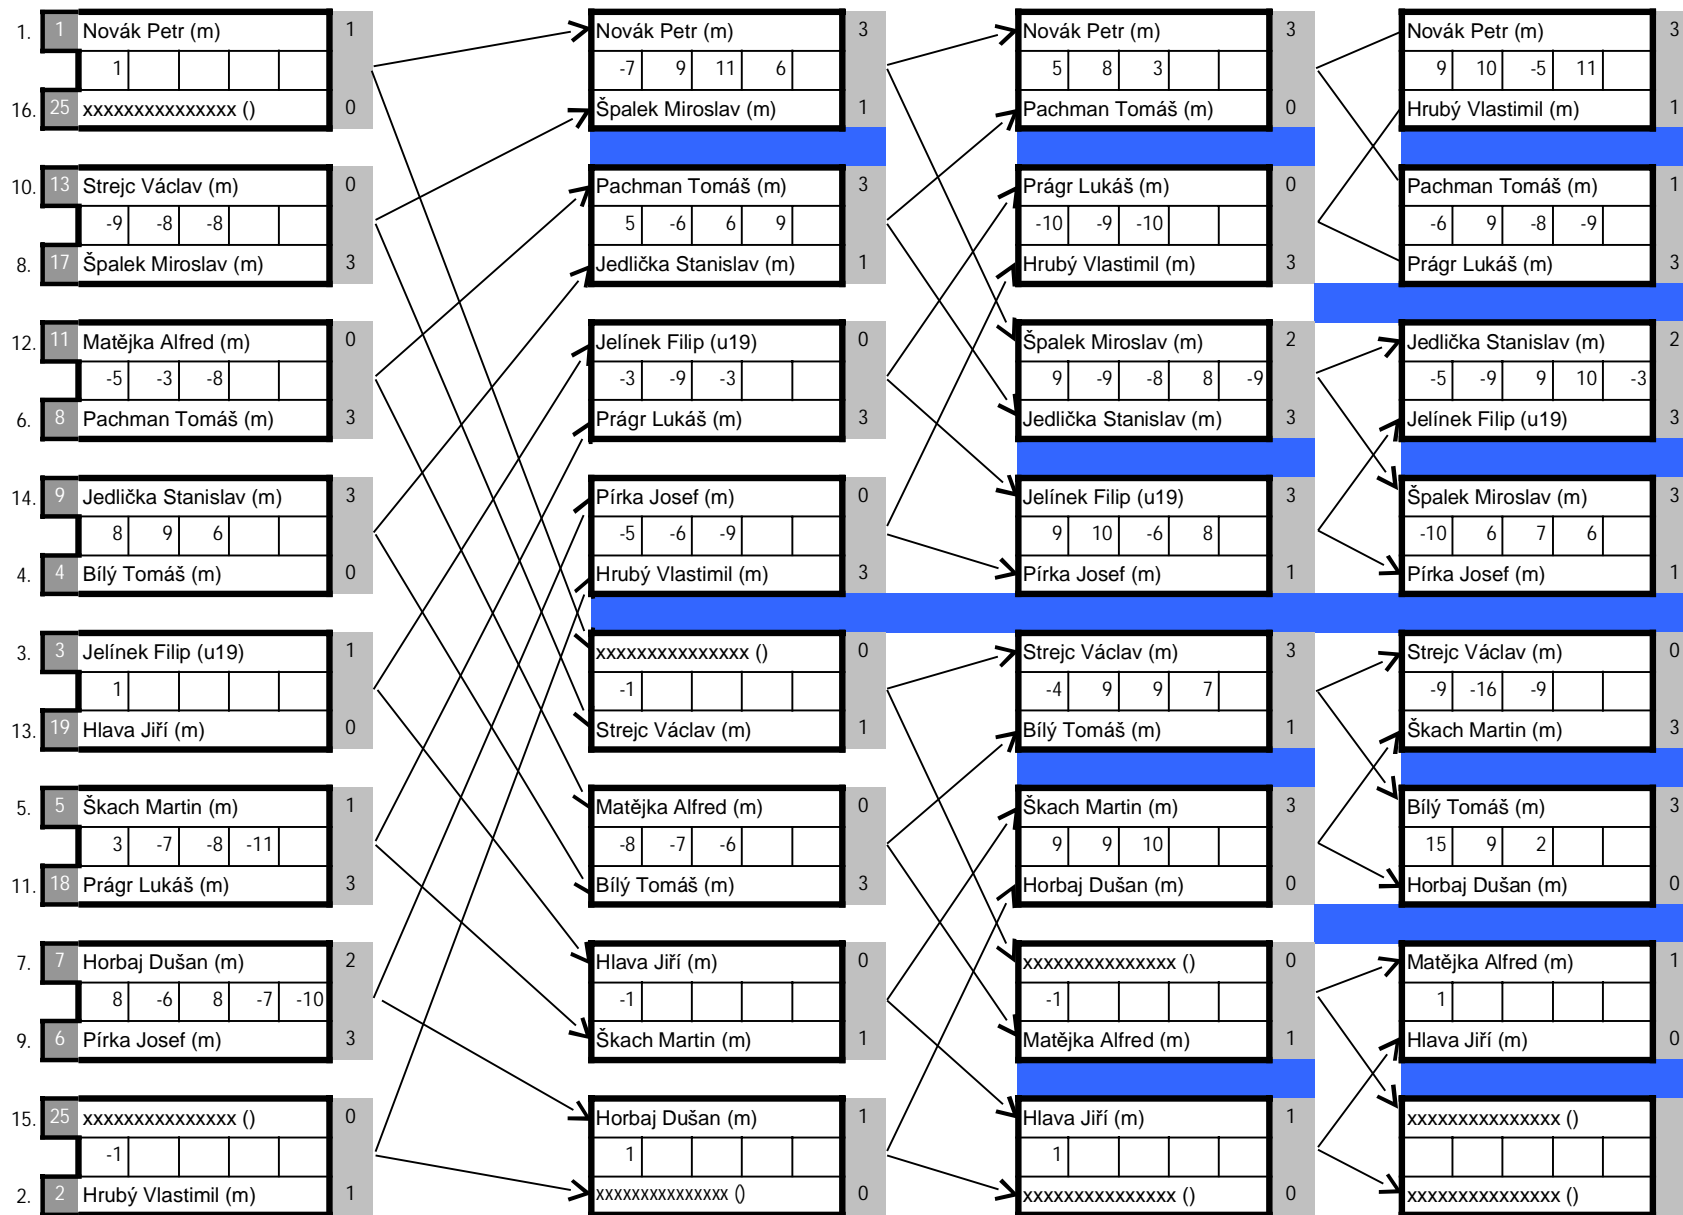 1. 1 Novák Petr (m) 1 Novák Petr (m) 3 Novák Petr (m) 3 Novák Petr (m) 3
1 -7 9 11 6 5 8 3 9 10 -5 11
16. 25 xxxxxxxxxxxxxxx () 0 Špalek Miroslav (m) 1 Pachman Tomáš (m) 0 Hrubý Vlastimil (m) 1
10. 13 Strejc Václav (m) 0 Pachman Tomáš (m) 3 Prágr Lukáš (m) 0 Pachman Tomáš (m) 1
-9 -8 -8 5 -6 6 9 -10 -9 -10 -6 9 -8 -9
8. 17 Špalek Miroslav (m) 3 Jedlička Stanislav (m) 1 Hrubý Vlastimil (m) 3 Prágr Lukáš (m) 3
12. 11 Matějka Alfred (m) 0 Jelínek Filip (u19) 0 Špalek Miroslav (m) 2 Jedlička Stanislav (m) 2
-5 -3 -8 -3 -9 -3 9 -9 -8 8 -9 -5 -9 9 10 -3
6. 8 Pachman Tomáš (m) 3 Prágr Lukáš (m) 3 Jedlička Stanislav (m) 3 Jelínek Filip (u19) 3
14. 9 Jedlička Stanislav (m) 3 Pírka Josef (m) 0 Jelínek Filip (u19) 3 Špalek Miroslav (m) 3
8 9 6 -5 -6 -9 9 10 -6 8 -10 6 7 6
4. 4 Bílý Tomáš (m) 0 Hrubý Vlastimil (m) 3 Pírka Josef (m) 1 Pírka Josef (m) 1
3. 3 Jelínek Filip (u19) 1 xxxxxxxxxxxxxxx () 0 Strejc Václav (m) 3 Strejc Václav (m) 0
1 -1 -4 9 9 7 -9 -16 -9
13. 19 Hlava Jiří (m) 0 Strejc Václav (m) 1 Bílý Tomáš (m) 1 Škach Martin (m) 3
5. 5 Škach Martin (m) 1 Matějka Alfred (m) 0 Škach Martin (m) 3 Bílý Tomáš (m) 3
3 -7 -8 -11 -8 -7 -6 9 9 10 15 9 2
11. 18 Prágr Lukáš (m) 3 Bílý Tomáš (m) 3 Horbaj Dušan (m) 0 Horbaj Dušan (m) 0
7. 7 Horbaj Dušan (m) 2 Hlava Jiří (m) 0 xxxxxxxxxxxxxxx () 0 Matějka Alfred (m) 1
8 -6 8 -7 -10 -1 -1 1
9. 6 Pírka Josef (m) 3 Škach Martin (m) 1 Matějka Alfred (m) 1 Hlava Jiří (m) 0
15. 25 xxxxxxxxxxxxxxx () 0 Horbaj Dušan (m) 1 Hlava Jiří (m) 1 xxxxxxxxxxxxxxx ()
-1 1 1
2. 2 Hrubý Vlastimil (m) 1 xxxxxxxxxxxxxxx () 0 xxxxxxxxxxxxxxx () 0 xxxxxxxxxxxxxxx ()